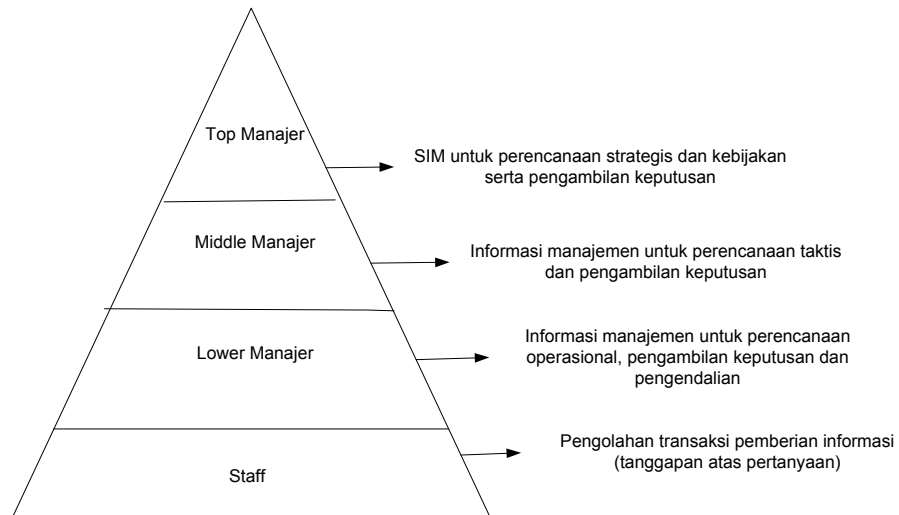 Top Manajer
SIM untuk perencanaan strategis dan kebijakan
serta pengambilan keputusan
Middle Manajer
Informasi manajemen untuk perencanaan taktis
dan pengambilan keputusan
Lower Manajer
Informasi manajemen untuk perencanaan
operasional, pengambilan keputusan dan
pengendalian
Staff
Pengolahan transaksi pemberian informasi
(tanggapan atas pertanyaan)